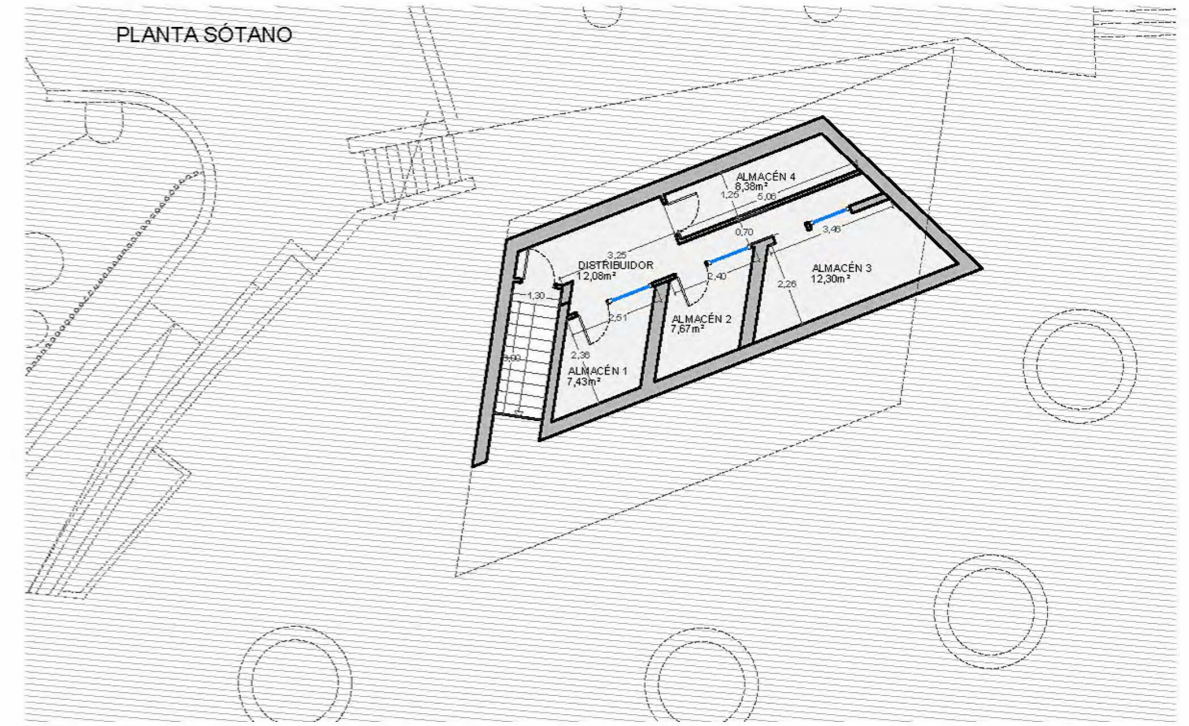 PLANTA SÓTANO
ALMACÉN 4
8,38m²
1,25
5,06
0,70
3,46
3,25
DISTRIBUIDOR
12,08m²
2,40
ALMACÉN 3
12,30m²
2,26
1,30
2,51
ALMACÉN 2
7,67m²
3,00
2,36
ALMACÉN 1
7,43m²